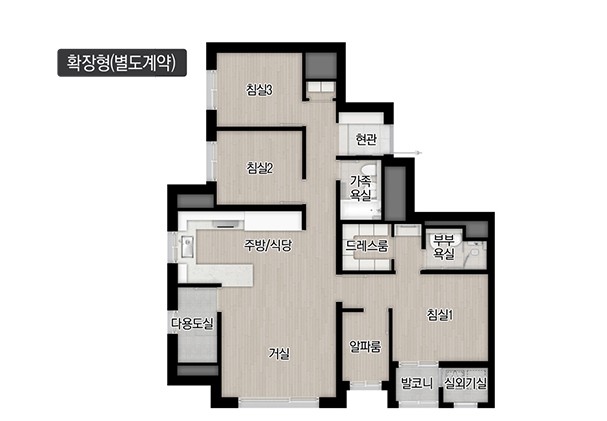 확장형(별도계약)
침실3
현관
침실2
가족
욕실
주방/식당
드레스룸
부부
욕실
다용도실
거실
알파룸
침실1
발코니
실외기실